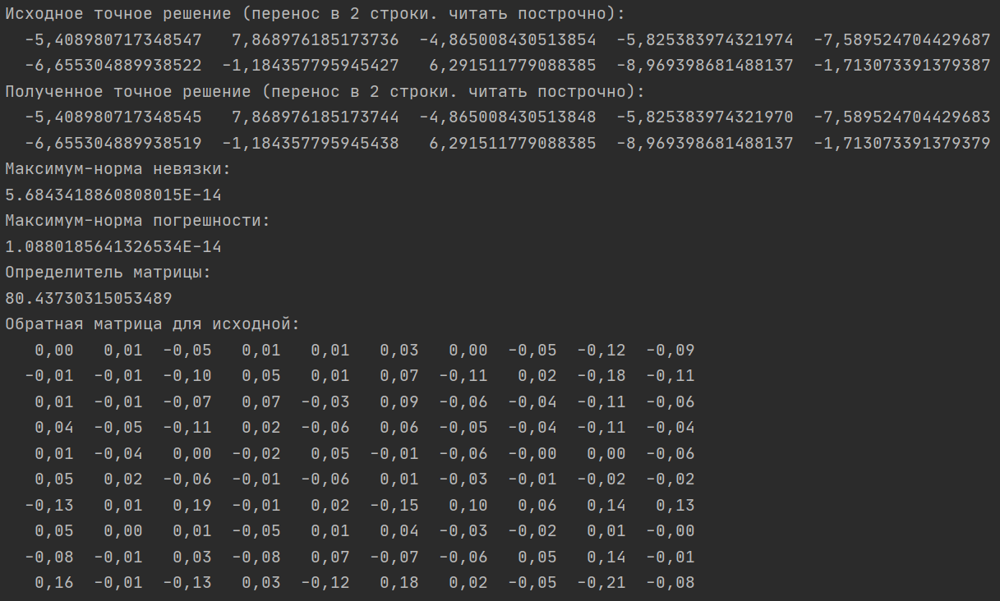 Исходное точное решение (перенос в 2 строки. читать построчно):
-5,408980717348547 7,868976185173736 -4,865008430513854 -5,825383974321974 -7,589524704429687
-6,655304889938522 -1,184357795945427 6,291511779088385 -8,969398681488137 -1,713073391379387
Полученное точное решение (перенос в 2 строки. читать построчно):
-5,408980717348545 7,868976185173744 -4,865008430513848 -5,825383974321970 -7,589524704429683
-6,655304889938519 -1,184357795945438 6,291511779088385 -8,969398681488137 -1,713073391379379
Максимум-норма невязки:
5.6843418860808015E-14
Максимум-норма погрешности:
1.0880185641326534E-14
Определитель матрицы:
80.43730315053489
Обратная матрица для исходной:
0,00 0,01 -0,05 0,01 0,01 0,03 0,00 -0,05 -0,12 -0,09
-0,01 -0,01 -0,10 0,05 0,01 0,07 -0,11 0,02 -0,18 -0,11
0,01 -0,01 -0,07 0,07 -0,03 0,09 -0,06 -0,04 -0,11 -0,06
0,04 -0,05 -0,11 0,02 -0,06 0,06 -0,05 -0,04 -0,11 -0,04
0,01 -0,04 0,00 -0,02 0,05 -0,01 -0,06 -0,00 0,00 -0,06
0,05 0,02 -0,06 -0,01 -0,06 0,01 -0,03 -0,01 -0,02 -0,02
-0,13 0,01 0,19 -0,01 0,02 -0,15 0,10 0,06 0,14 0,13
0,05 0,00 0,01 -0,05 0,01 0,04 -0,03 -0,02 0,01 -0,00
-0,08 -0,01 0,03 -0,08 0,07 -0,07 -0,06 0,05 0,14 -0,01
0,16 -0,01 -0,13 0,03 -0,12 0,18 0,02 -0,05 -0,21 -0,08